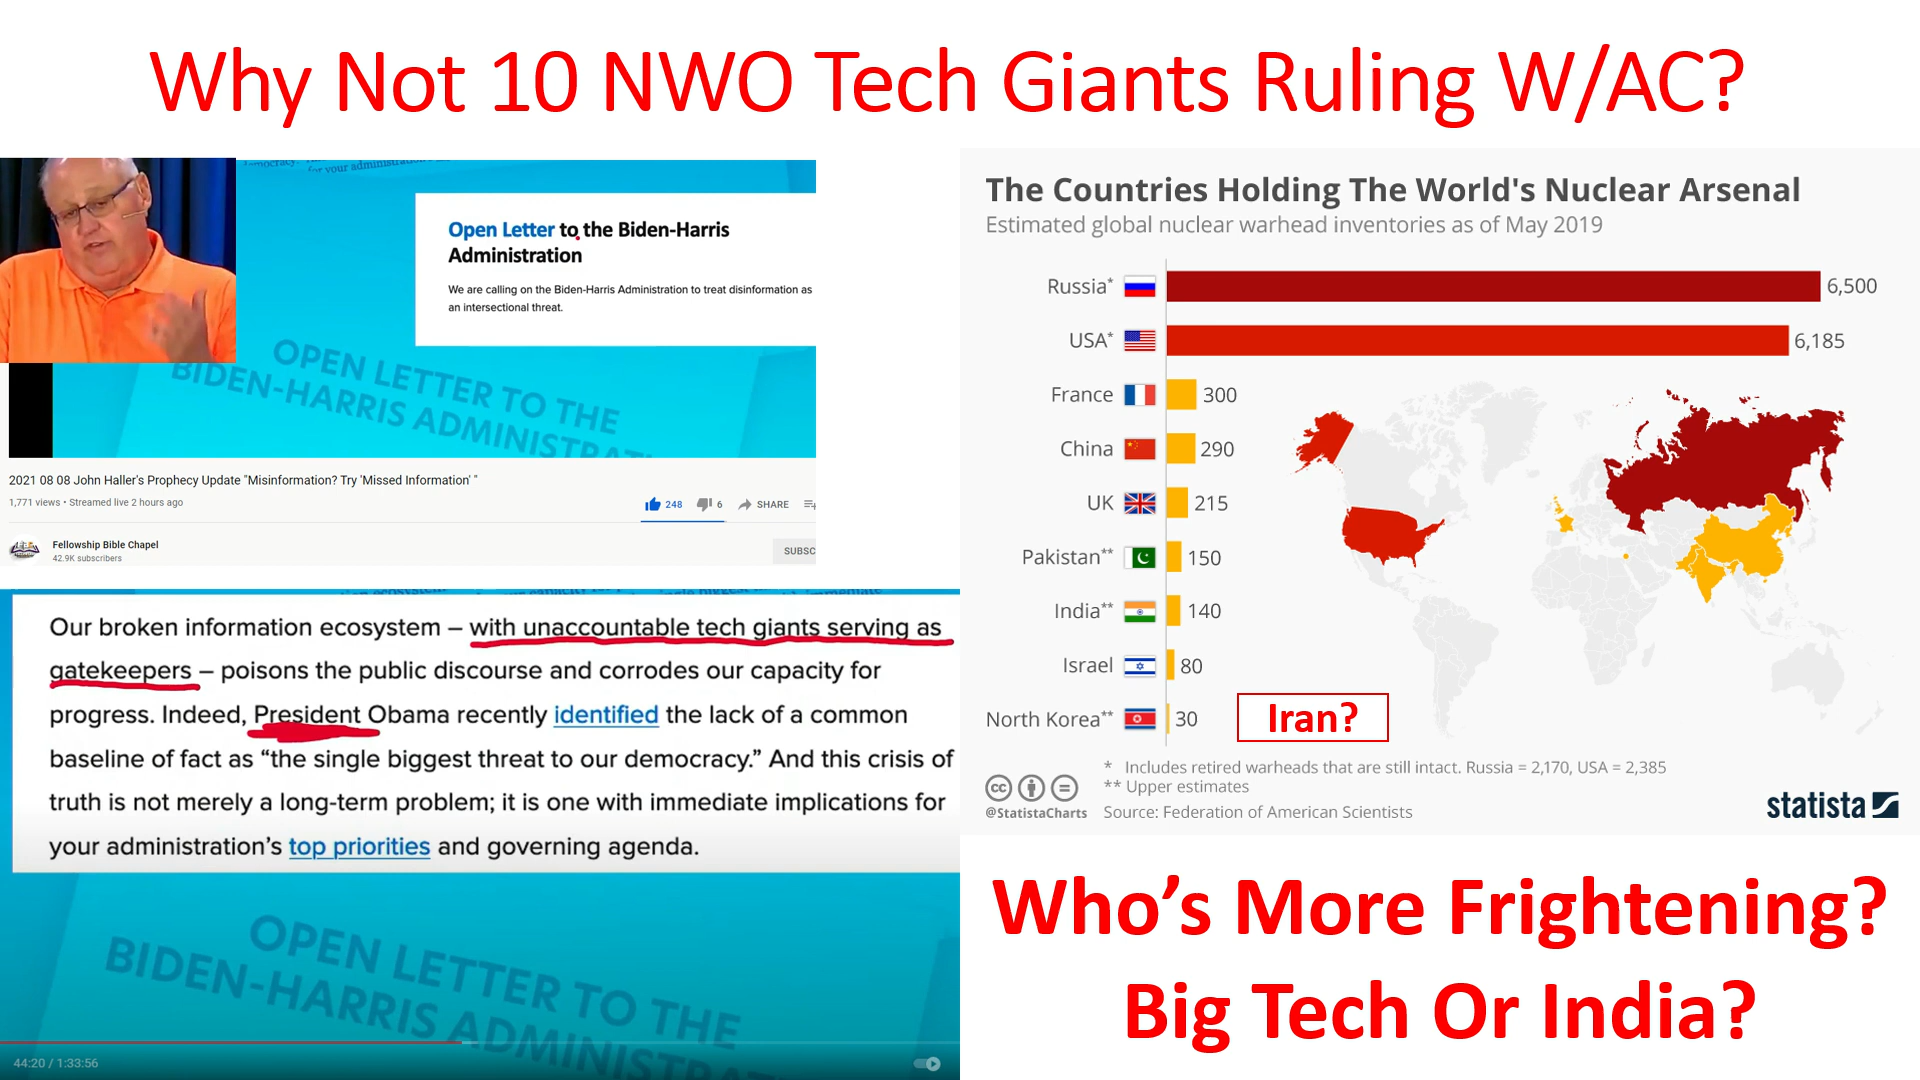 Why Not 10 NWO Tech Giants Ruling W/AC?
for your administration's
Open Letter to the Biden-Harris
Administration
We are calling on the Biden-Harris Administration to treat disinformation as
an intersectional threat.
OPEN LETTER TO THE
BIDEN-HARRIS ADMINISTRAT
2021 08 08 John Haller's Prophecy Update "Misinformation? Try 'Missed Information' "
1,771 views • Streamed live 2 hours ago
248
6
SHARE
Fellowship Bible Chapel
42.9K subscribers
SUBSC
Our broken information ecosystem – with unaccountable tech giants serving as
gatekeepers – poisons the public discourse and corrodes our capacity for
progress. Indeed, President Obama recently identified the lack of a common
baseline of fact as “the single biggest threat to our democracy.” And this crisis of
truth is not merely a long-term problem; it is one with immediate implications for
your administration’s top priorities and governing agenda.
OPEN LETTER TO THE
BIDEN-HARRIS ADMINISTRAT
44:20 / 1:33:56
The Countries Holding The World's Nuclear Arsenal
Estimated global nuclear warhead inventories as of May 2019
Russia* 6,500
USA* 6,185
France 300
China 290
UK 215
Pakistan** 150
India** 140
Israel 80
North Korea** 30
Iran?
* Includes retired warheads that are still intact. Russia = 2,170, USA = 2,385
** Upper estimates
cc
@StatistaCharts Source: Federation of American Scientists
statista
Who’s More Frightening?
Big Tech Or India?